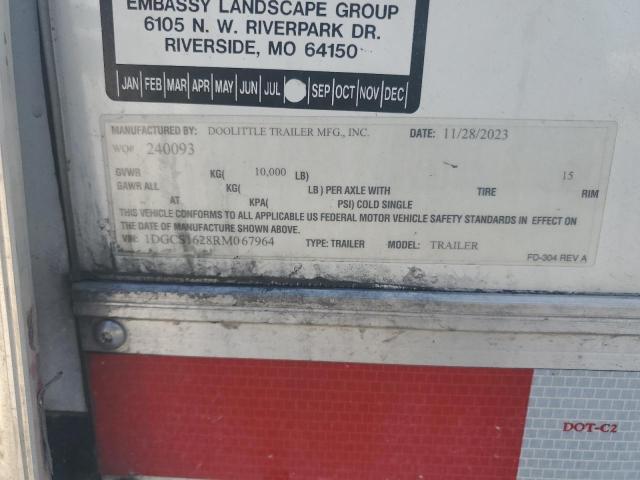 EMBASSY LANDSCAPE GROUP
6105 N. W. RIVERPARK DR.
RIVERSIDE, MO 64150
JAN FEB MAR APR MAY JUN JUL SEP OCT NOV DEC
MANUFACTURED BY: DOOLITTLE TRAILER MFG., INC. DATE: 11/28/2023
WO# 240093
GVWR KG( 10,000 LB) 15
GAWR ALL KG( LB) PER AXLE WITH TIRE RIM
AT KPA( PSI) COLD SINGLE
THIS VEHICLE CONFORMS TO ALL APPLICABLE US FEDERAL MOTOR VEHICLE SAFETY STANDARDS IN EFFECT ON
THE DATE OF MANUFACTURE SHOWN ABOVE.
VIN: 1DGCS1628RM067964 TYPE: TRAILER MODEL: TRAILER
FD-304 REV A
DOT-C2